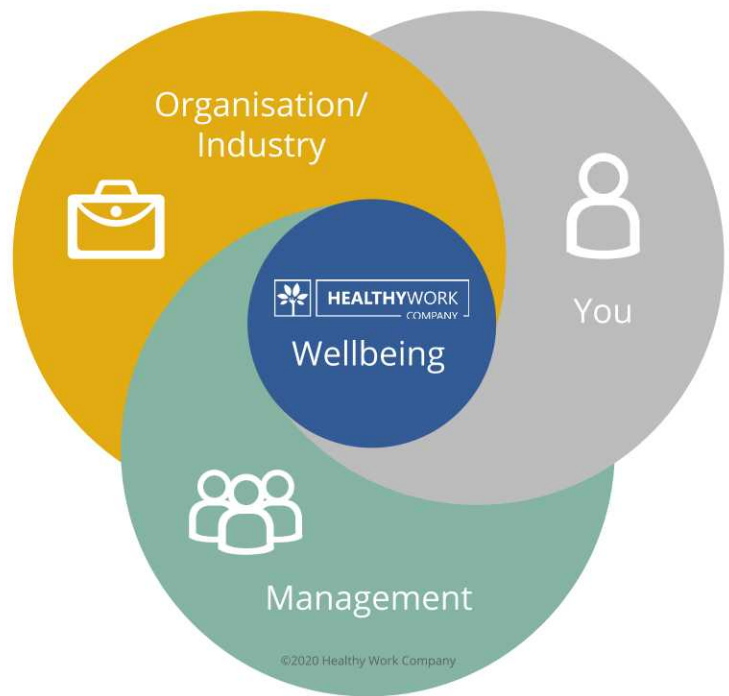 Organisation/
Industry
You
HEALTHYWORK
COMPANY
Wellbeing
Management
©2020 Healthy Work Company